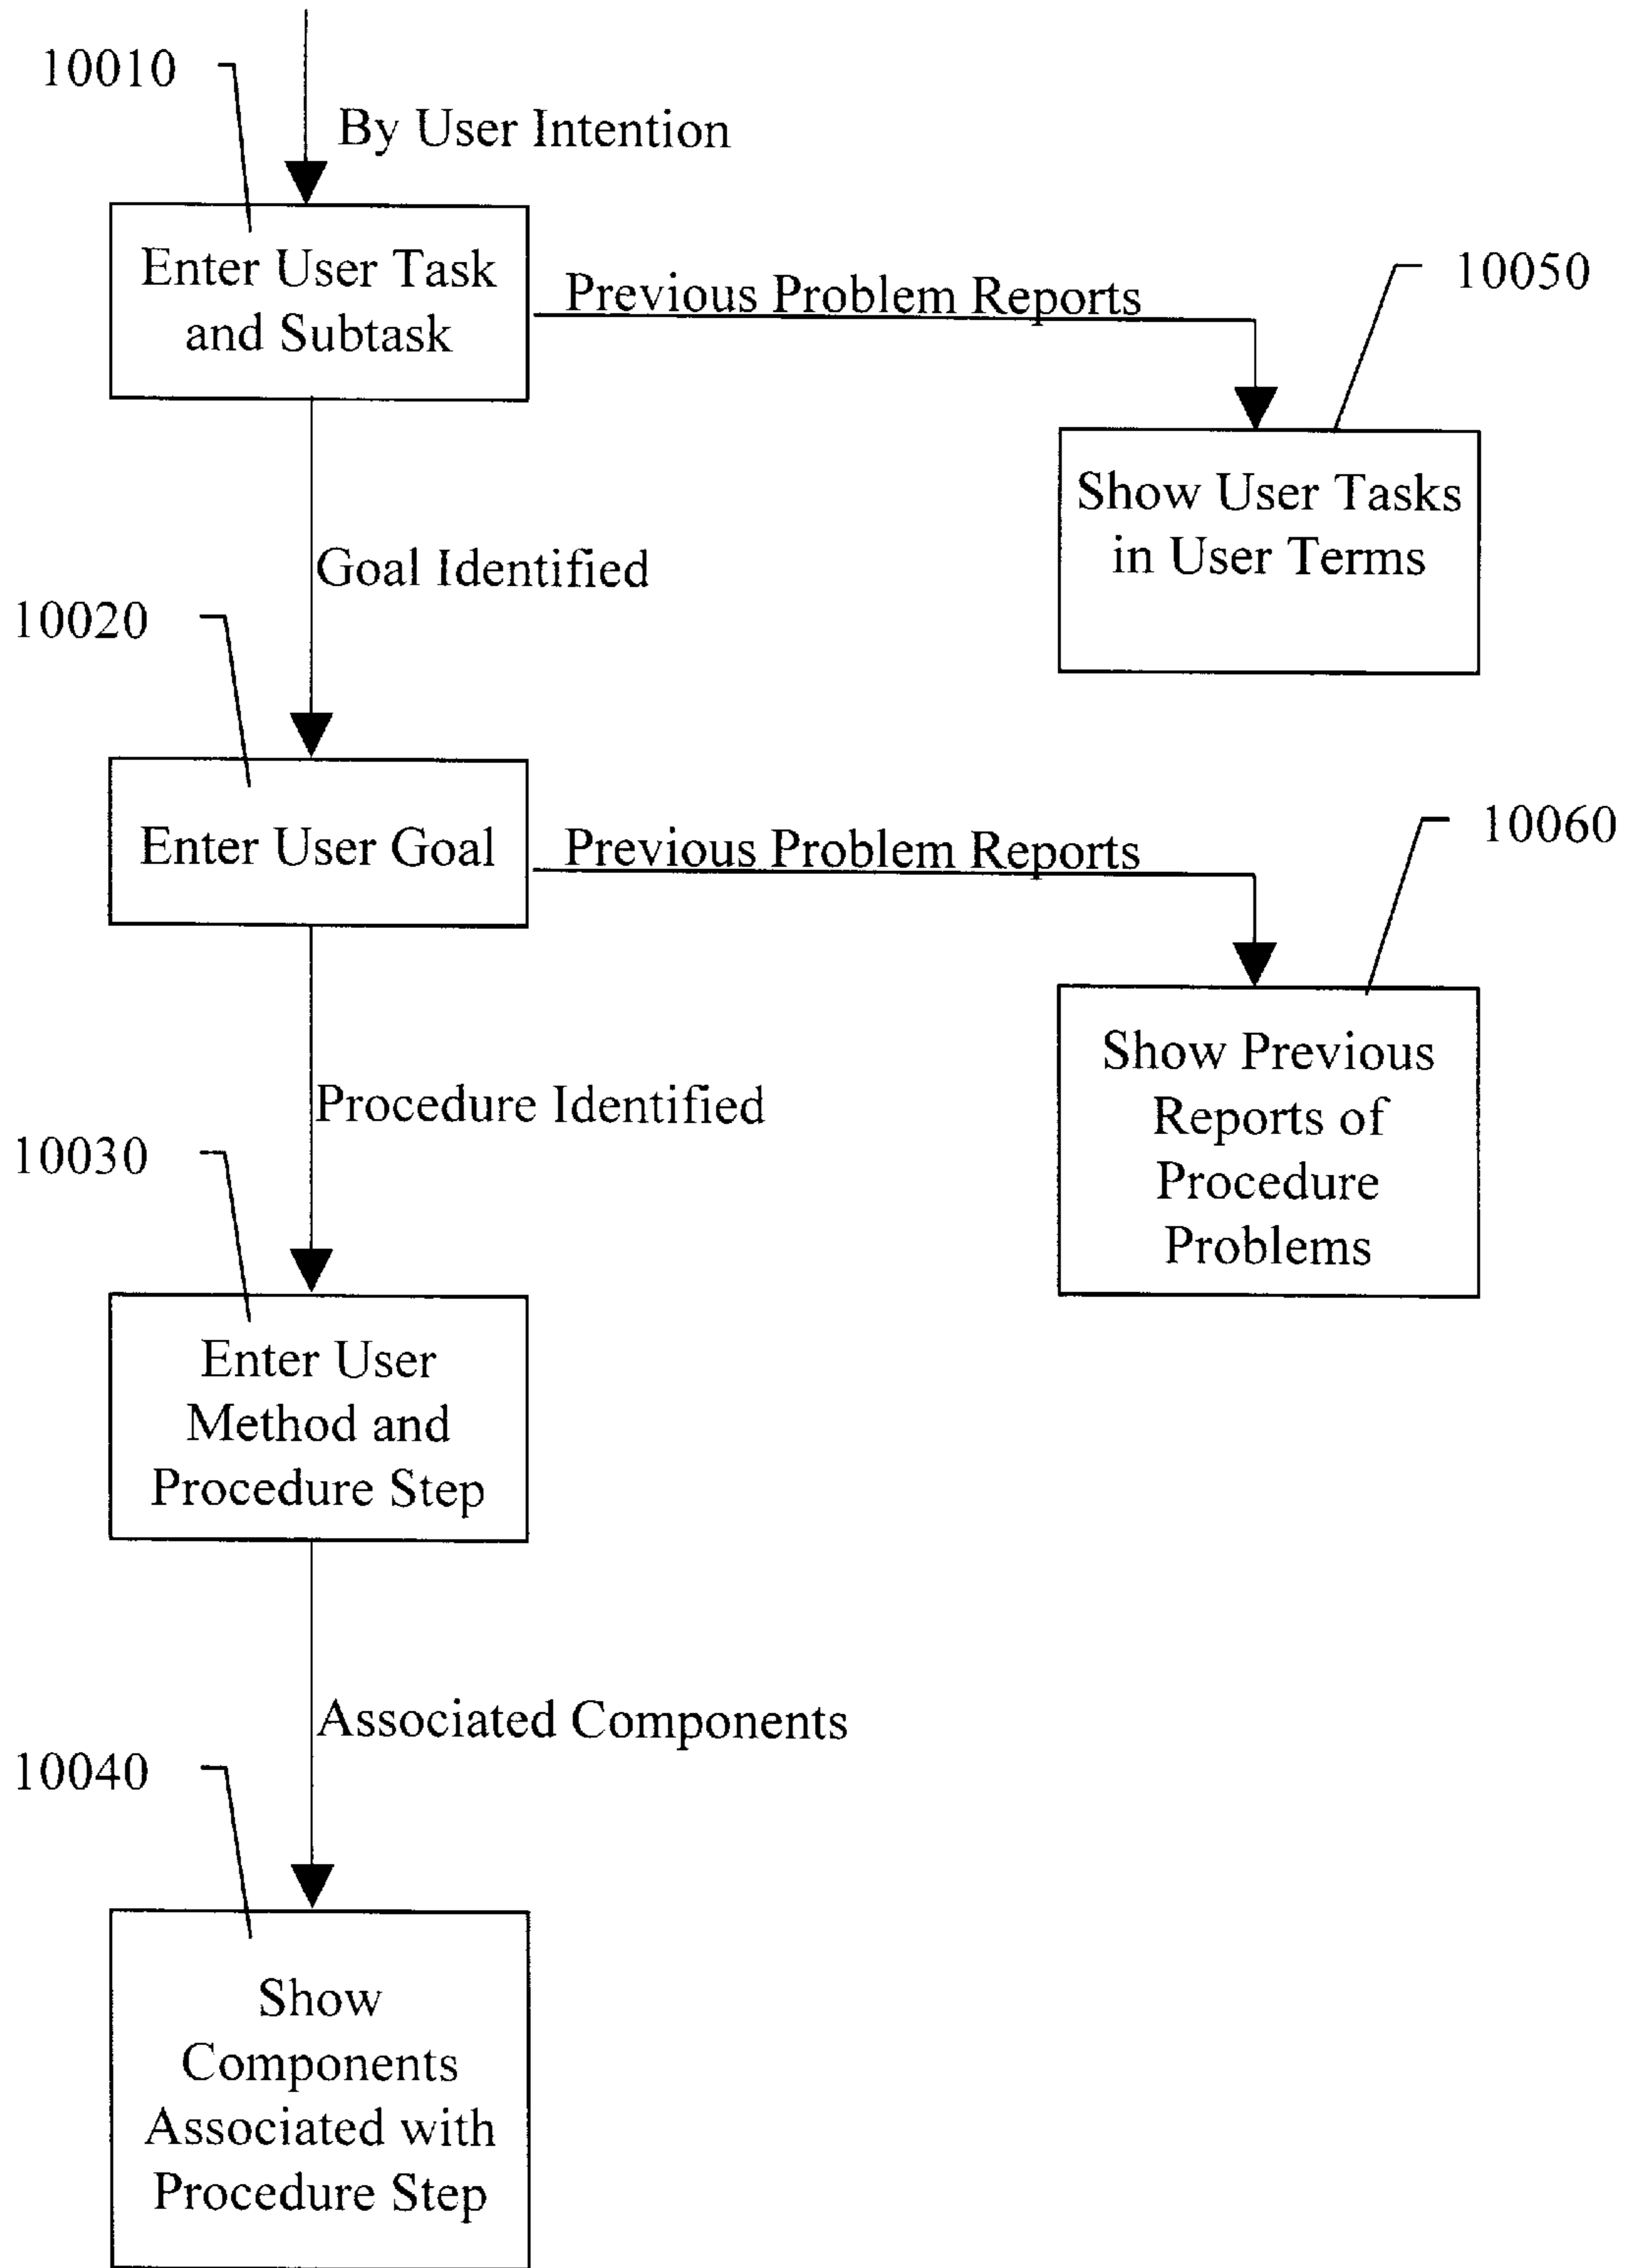 10010
By User Intention
Enter User Task
and Subtask
Previous Problem Reports
10050
Show User Tasks
in User Terms
Goal Identified
10020
Enter User Goal
Previous Problem Reports
10060
Show Previous
Reports of
Procedure
Problems
Procedure Identified
10030
Enter User
Method and
Procedure Step
Associated Components
10040
Show
Components
Associated with
Procedure Step